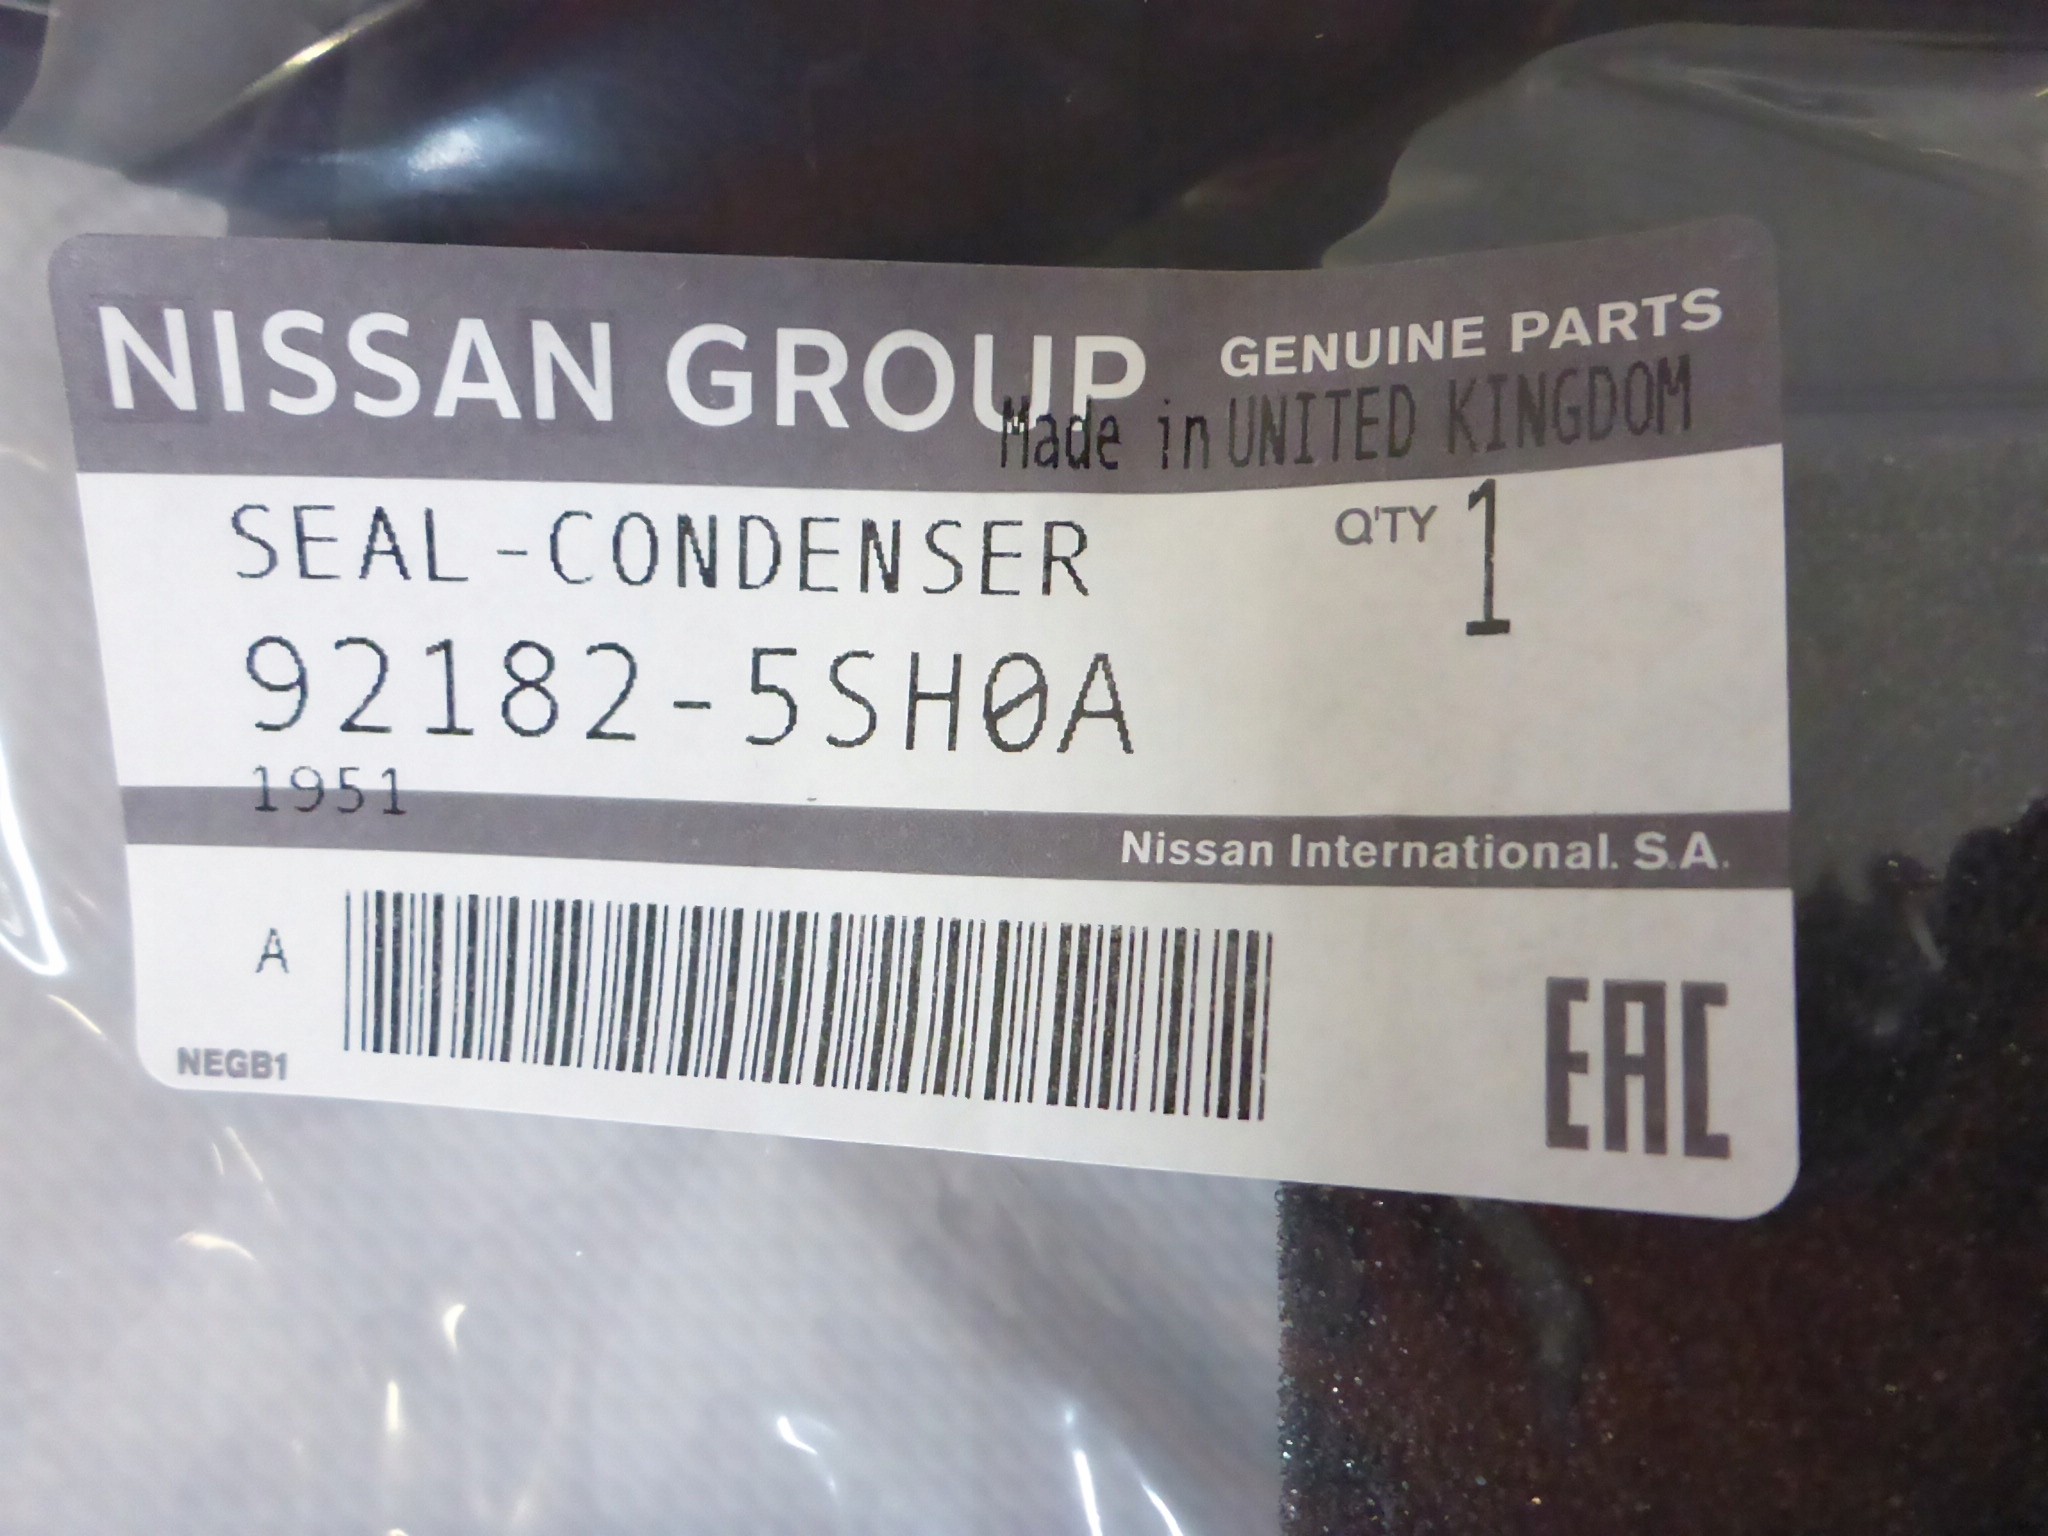 NISSAN GROUP GENUINE PARTS
Made in UNITED KINGDOM
SEAL-CONDENSER Q'TY 1
92182-5SH0A
1951
Nissan International. S.A.
A
NEGB1
EAC